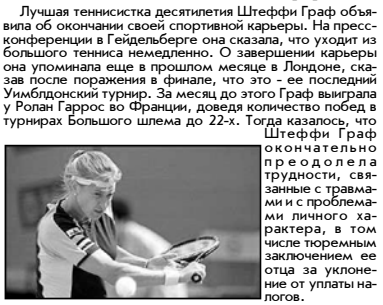 Лучшая теннисистка десятилетия Штеффи Граф объя-
вила об окончании своей спортивной карьеры. На пресс-
конференции в Гейдельберге она сказала, что уходит из
большого тенниса немедленно. О завершении карьеры
она упоминала еще в прошлом месяце в Лондоне, ска-
зав после поражения в финале, что это - ее последний
Уимблдонский турнир. За месяц до этого Граф выиграла
у Ролан Гаррос во Франции, доведя количество побед в
турнирах Большого шлема до 22-х. Тогда казалось, что
Штеффи Граф
окончательно
преодолела
трудности, свя-
занные с травма-
ми и с проблема-
ми личного ха-
рактера, в том
числе тюремным
заключением ее
отца за уклоне-
ние от уплаты на-
логов.